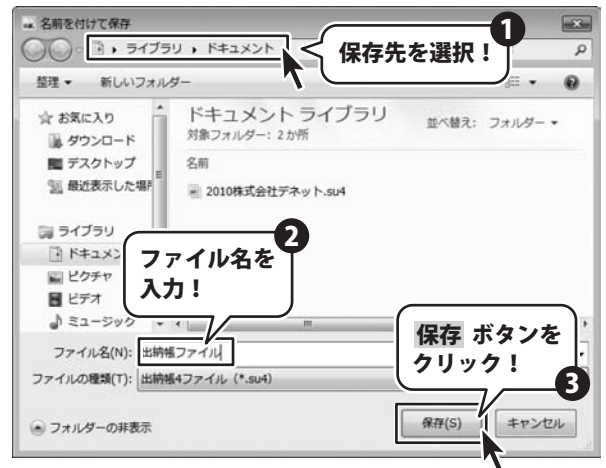 名前を付けて保存
ライブラリ ▸ ドキュメント
❶
保存先を選択！
整理 ▼ 新しいフォルダー
お気に入り
ダウンロード
デスクトップ
最近表示した場所
ライブラリ
ドキュメ
ピクチャ
ビデオ
ミュージック
ドキュメント ライブラリ
対象フォルダー: 2か所
並べ替え: フォルダー ▼
名前
2010株式会社デネット.su4
❷
ファイル名を
入力！
ファイル名(N): 出納帳ファイル
ファイルの種類(T): 出納帳4ファイル (*.su4)
保存 ボタンを
クリック！
❸
フォルダーの非表示
保存(S)
キャンセル